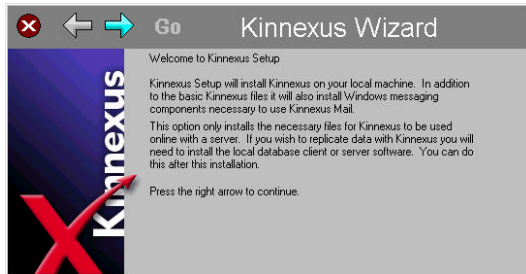 Go Kinnexus Wizard
Kinnexus
Welcome to Kinnexus Setup
Kinnexus Setup will install Kinnexus on your local machine. In addition
to the basic Kinnexus files it will also install Windows messaging
components necessary to use Kinnexus Mail.
This option only installs the necessary files for Kinnexus to be used
online with a server. If you wish to replicate data with Kinnexus you will
need to install the local database client or server software. You can do
this after this installation.
Press the right arrow to continue.